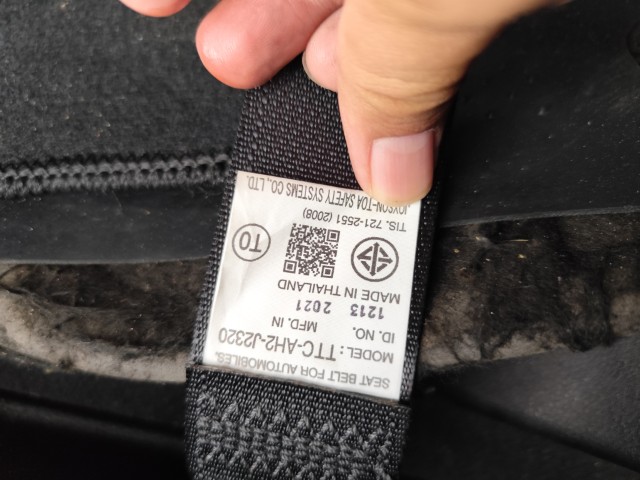 SEAT BELT FOR AUTOMOBILES.
MODEL : TTC-AH2-J2320
ID. NO. MFD. IN
1213 2021
MADE IN THAILAND
TO
TIS. 721-2551 (2008)
JOYSON-TOA SAFETY SYSTEMS CO., LTD.